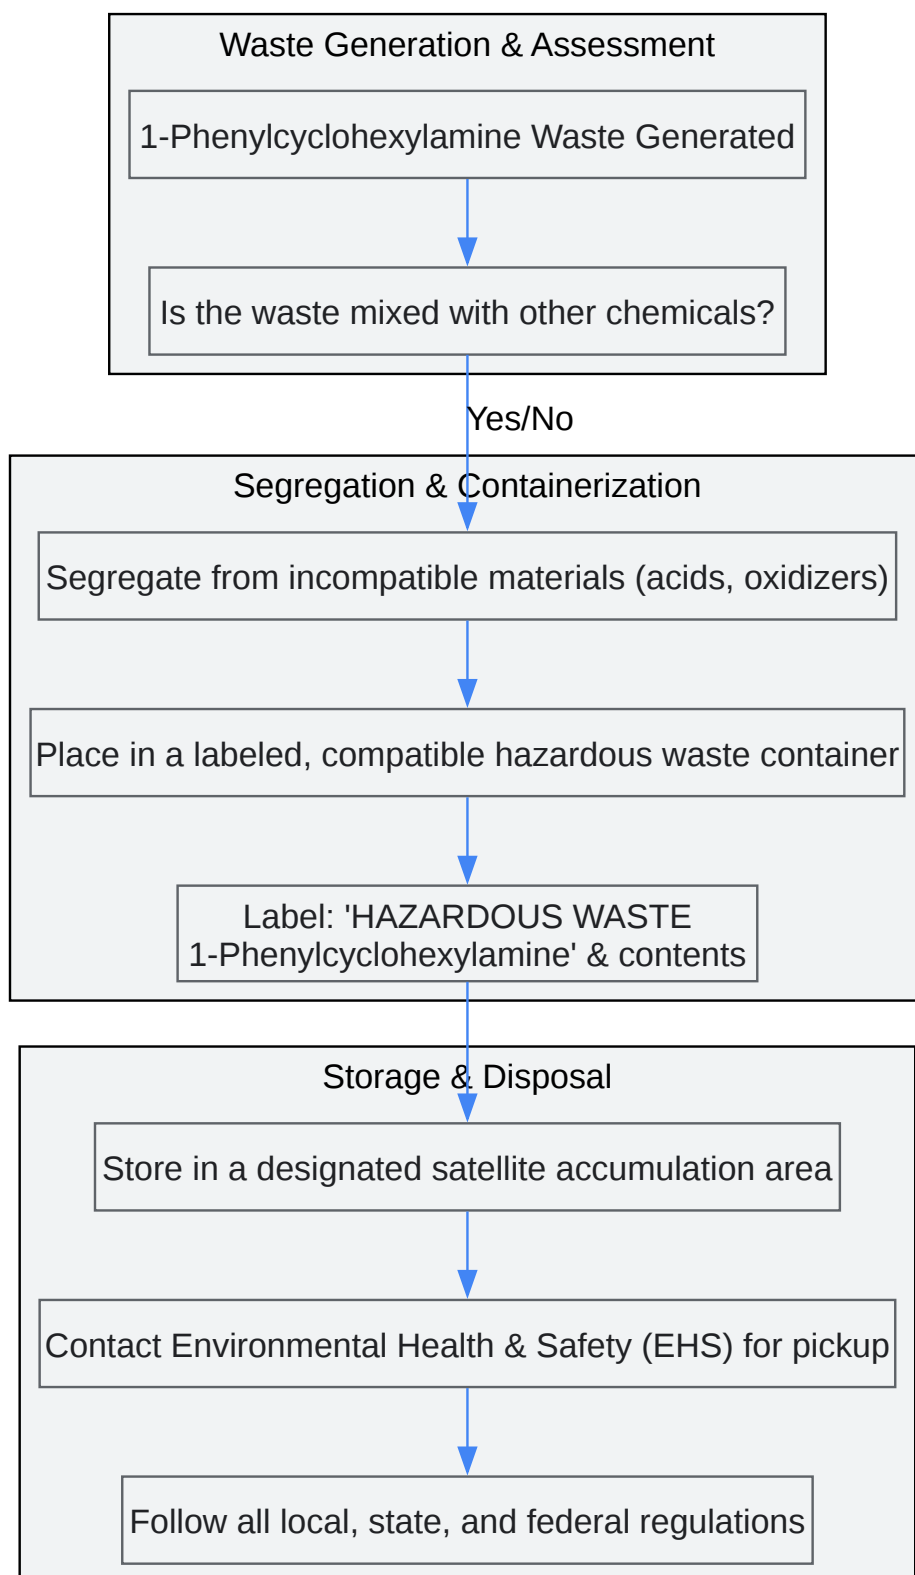 Waste Generation & Assessment
1-Phenylcyclohexylamine Waste Generated
Is the waste mixed with other chemicals?
Yes/No
Segregation & Containerization
Segregate from incompatible materials (acids, oxidizers)
Place in a labeled, compatible hazardous waste container
Label: 'HAZARDOUS WASTE
1-Phenylcyclohexylamine' & contents
Storage & Disposal
Store in a designated satellite accumulation area
Contact Environmental Health & Safety (EHS) for pickup
Follow all local, state, and federal regulations